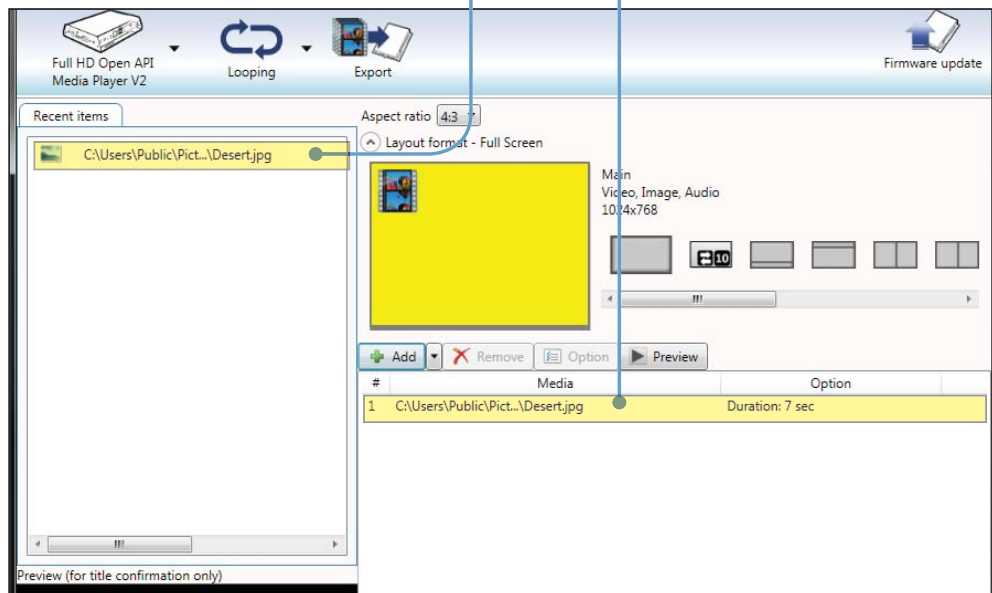 Full HD Open API
Media Player V2
Looping
Export
Firmware update
Recent items
C:\Users\Public\Pict...\Desert.jpg
Preview (for title confirmation only)
Aspect ratio 4:3
Layout format - Full Screen
Main
Video, Image, Audio
1024x768
10
Add
Remove
Option
Preview
# Media Option
1 C:\Users\Public\Pict...\Desert.jpg Duration: 7 sec